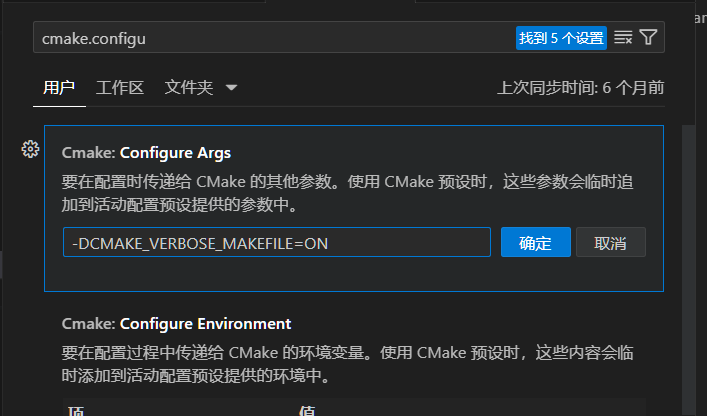 cmake.configu
找到 5 个设置
用户 工作区 文件夹
上次同步时间: 6 个月前
Cmake: Configure Args
要在配置时传递给 CMake 的其他参数。使用 CMake 预设时，这些参数会临时追
加到活动配置预设提供的参数中。
-DCMAKE_VERBOSE_MAKEFILE=ON
确定 取消
Cmake: Configure Environment
要在配置过程中传递给 CMake 的环境变量。使用 CMake 预设时，这些内容会临
时添加到活动配置预设提供的环境中。
项 值